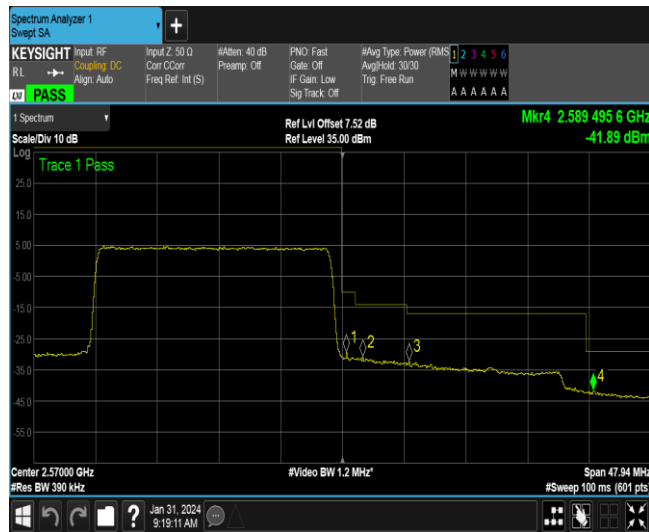 Spectrum Analyzer 1
Swept SA
+
KEYSIGHT
RL
LXI PASS
Input: RF
Coupling: DC
Align: Auto
Input Z: 50 Ω
Corr CCorr
Freq Ref: Int (S)
#Atten: 40 dB
Preamp: Off
PNO: Fast
Gate: Off
IF Gain: Low
Sig Track: Off
#Avg Type: Power (RMS
Avg|Hold: 30/30
Trig: Free Run
1 2 3 4 5 6
M W W W W W
A A A A A A
1 Spectrum
Scale/Div 10 dB
Ref Lvl Offset 7.52 dB
Ref Level 35.00 dBm
Mkr4 2.589 495 6 GHz
-41.89 dBm
Log
Trace 1 Pass
25.0
15.0
5.00
-5.00
-15.0
-25.0
-35.0
-45.0
-55.0
1
2
3
4
Center 2.57000 GHz
#Res BW 390 kHz
#Video BW 1.2 MHz*
Span 47.94 MHz
#Sweep 100 ms (601 pts)
?
Jan 31, 2024
9:19:11 AM